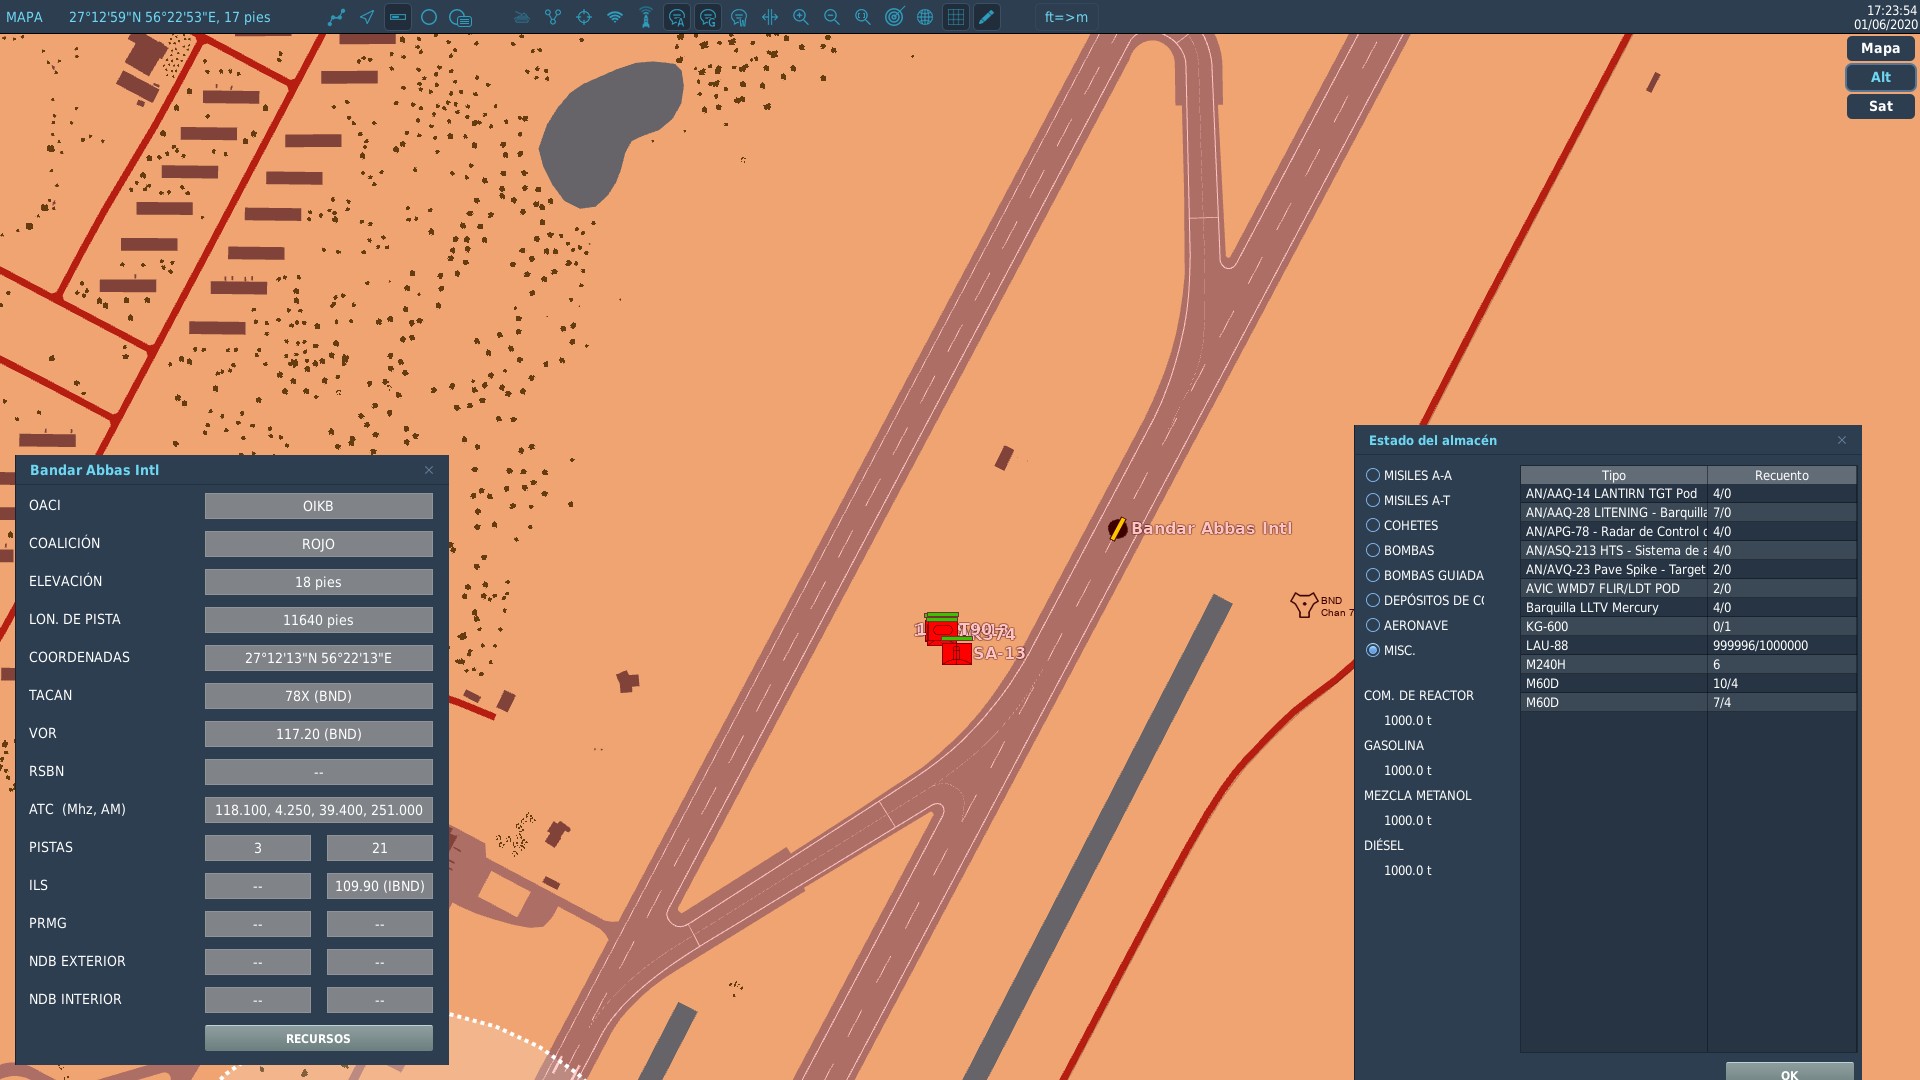 MAPA
27°12'59"N 56°22'53"E, 17 pies
ft=>m
17:23:54
01/06/2020
Mapa
Alt
Sat
Bandar Abbas Intl
BND
Chan 7
SA-13
Bandar Abbas Intl
OACI
OIKB
COALICIÓN
ROJO
ELEVACIÓN
18 pies
LON. DE PISTA
11640 pies
COORDENADAS
27°12'13"N 56°22'13"E
TACAN
78X (BND)
VOR
117.20 (BND)
RSBN
--
ATC (Mhz, AM)
118.100, 4.250, 39.400, 251.000
PISTAS
3
21
ILS
--
109.90 (IBND)
PRMG
--
--
NDB EXTERIOR
--
--
NDB INTERIOR
--
--
RECURSOS
Estado del almacén
MISILES A-A
MISILES A-T
COHETES
BOMBAS
BOMBAS GUIADA
DEPÓSITOS DE
AERONAVE
MISC.
COM. DE REACTOR
1000.0 t
GASOLINA
1000.0 t
MEZCLA METANOL
1000.0 t
DIÉSEL
1000.0 t
Tipo Recuento
AN/AAQ-14 LANTIRN TGT Pod 4/0
AN/AAQ-28 LITENING - Barquilla 7/0
AN/APG-78 - Radar de Control 4/0
AN/ASQ-213 HTS - Sistema de a 4/0
AN/AVQ-23 Pave Spike - Target 2/0
AVIC WMD7 FLIR/LDT POD 2/0
Barquilla LLTV Mercury 4/0
KG-600 0/1
LAU-88 999996/1000000
M240H 6
M60D 10/4
M60D 7/4
OK